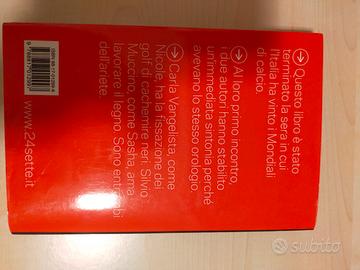 ➔ Questo libro è stato
terminato la sera in cui
l'Italia ha vinto i Mondiali
di calcio.
➔ Al loro primo incontro,
i due autori hanno stabilito
un'immediata sintonia perché
avevano lo stesso orologio.
➔ Carla Vangelista, come
Nicole, ha la fissazione dei
golf di cachemire neri. Silvio
Muccino, come Sasha, ama
lavorare il legno. Sono entrambi
dell'ariete.
www.24sette.it
subito